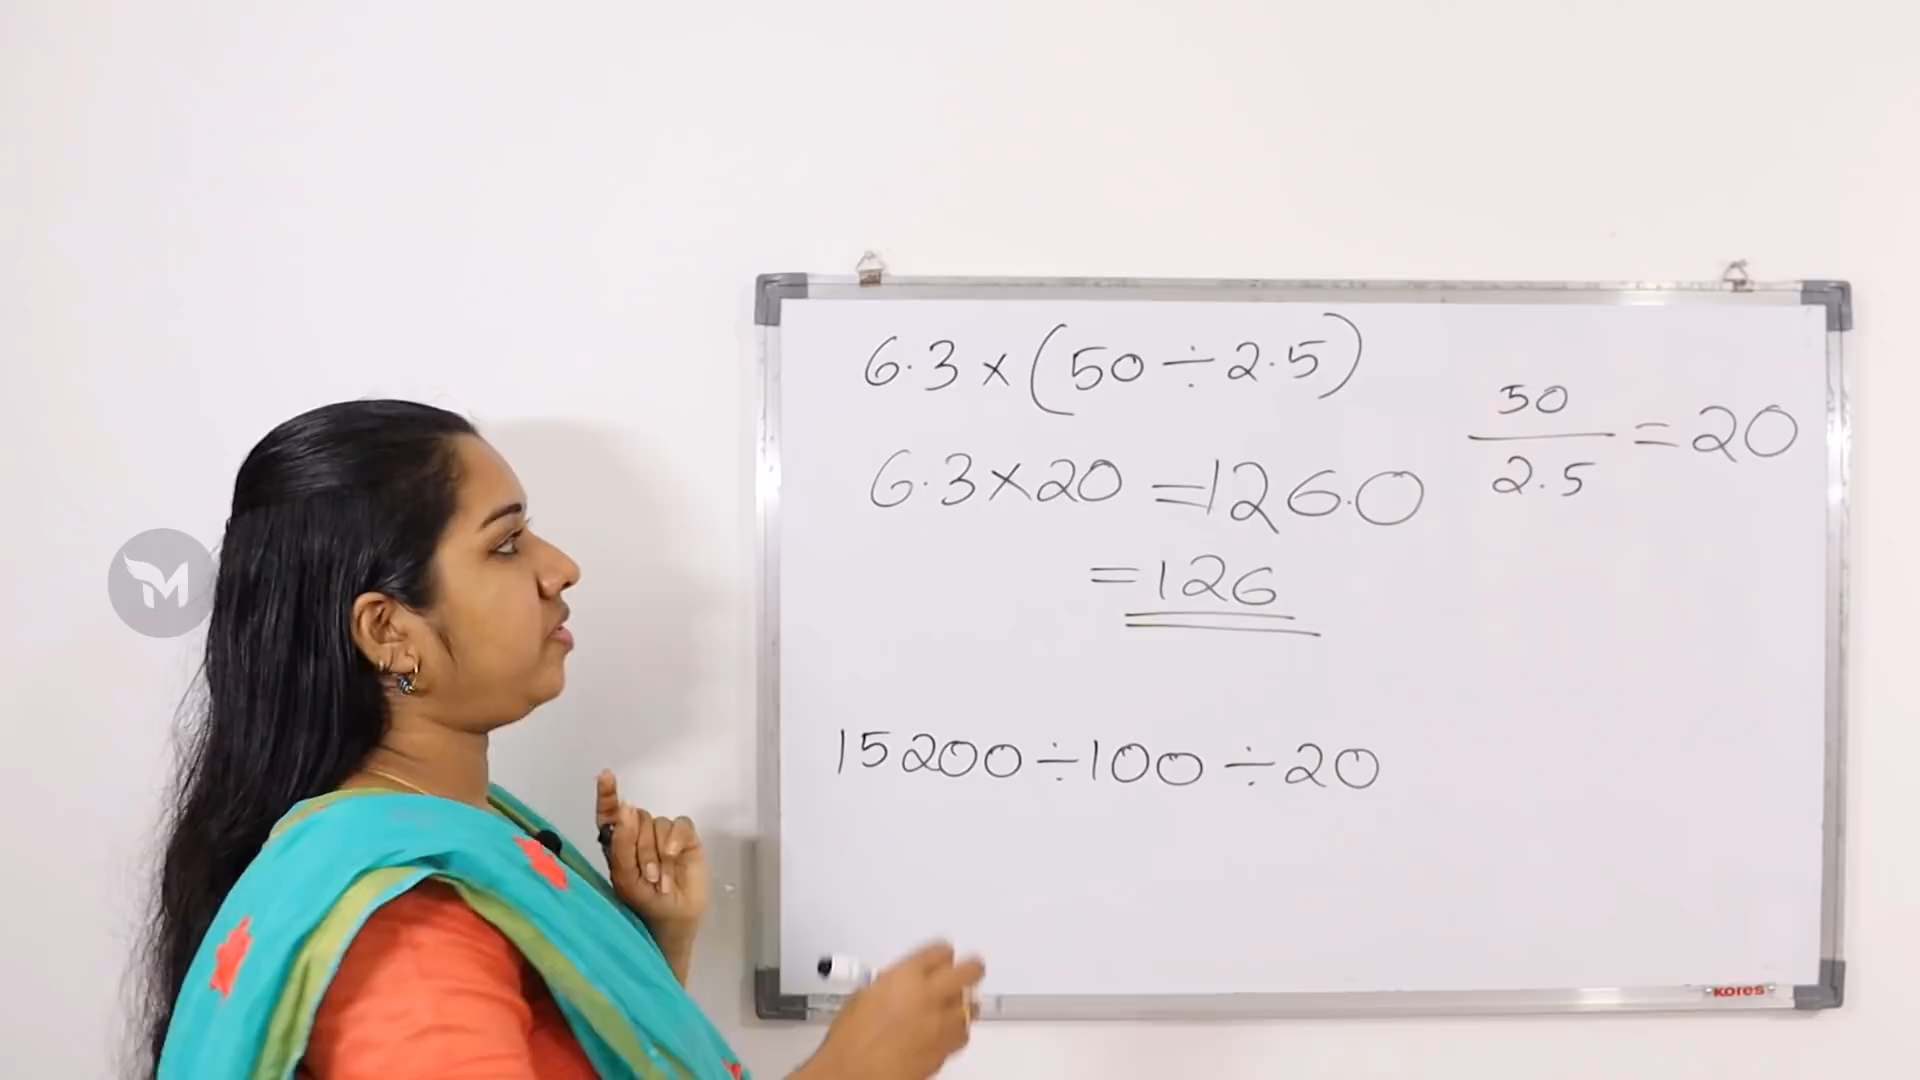 6.3 × (50 ÷ 2.5)
50
2.5
= 20
6.3 × 20 = 126.0
= 126
15200 ÷ 100 ÷ 20
kores
M